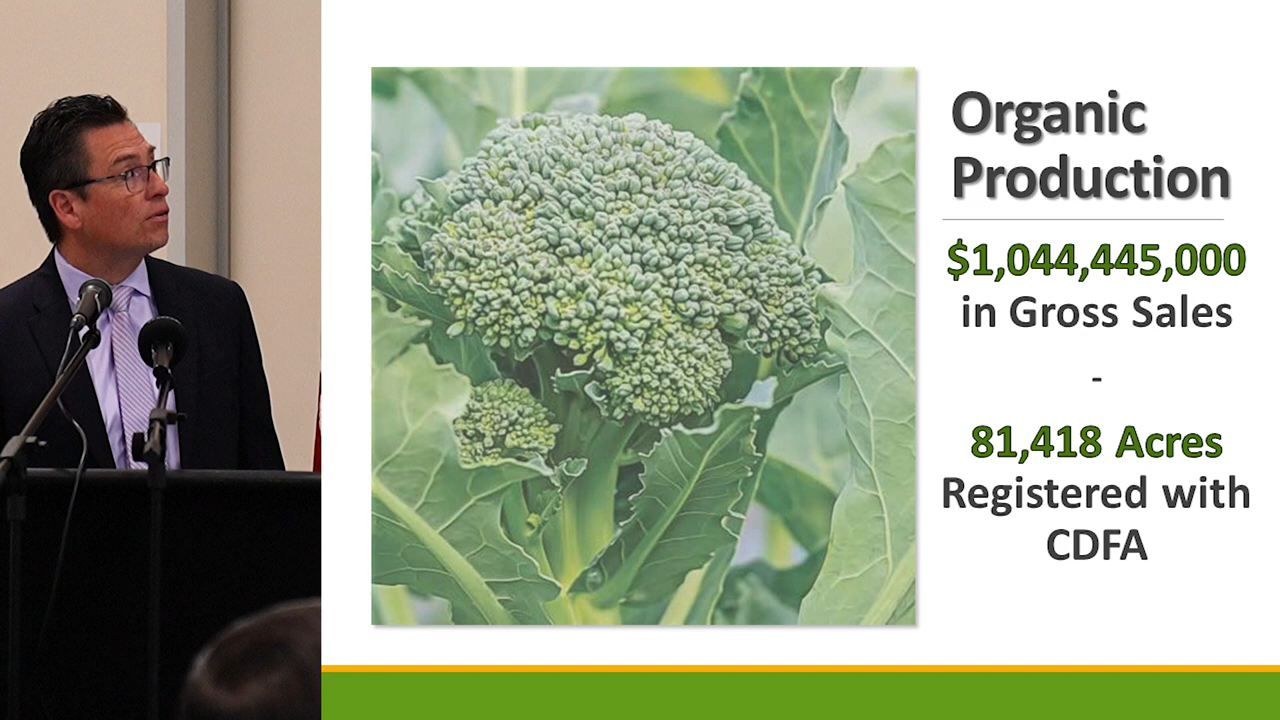 Organic
Production
$1,044,445,000
in Gross Sales
-
81,418 Acres
Registered with
CDFA